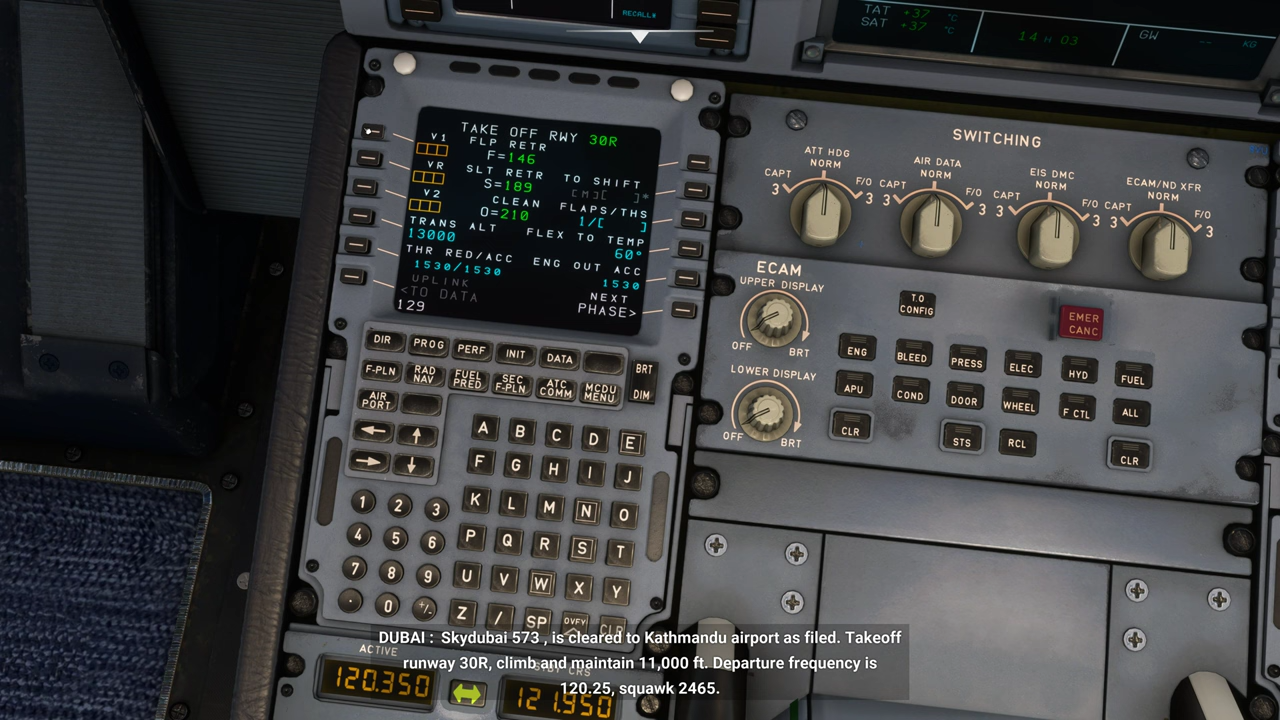 RECALL*
TAT +37 °C
SAT +37 °C
14 H 03
GW -- KG
TAKE OFF RWY 30R
V1 FLP RETR
F=146
VR SLT RETR TO SHIFT
S=189 [M][ ]*
V2 CLEAN FLAPS/THS
O=210 1/[ ]
TRANS ALT FLEX TO TEMP
13000 60°
THR RED/ACC ENG OUT ACC
1530/1530 1530
UPLINK NEXT
<TO DATA PHASE>
129
SWITCHING
ATT HDG
NORM
CAPT 3 F/O 3
AIR DATA
NORM
CAPT 3 F/O 3
EIS DMC
NORM
CAPT 3 F/O 3
ECAM/ND XFR
NORM
CAPT F/O 3
ECAM
UPPER DISPLAY
OFF BRT
T.O CONFIG
EMER CANC
LOWER DISPLAY
OFF BRT
ENG BLEED PRESS ELEC HYD FUEL
APU COND DOOR WHEEL F CTL ALL
CLR STS RCL CLR
DIR PROG PERF INIT DATA
BRT
F-PLN RAD NAV FUEL PRED SEC F-PLN ATC COMM MCDU MENU
DIM
AIR PORT
← ↑
→ ↓
A B C D E
F G H I J
K L M N O
P Q R S T
U V W X Y
Z / SP OVFY CLR
1 2 3
4 5 6
7 8 9
. 0 +/-
DUBAI : Skydubai 573 , is cleared to Kathmandu airport as filed. Takeoff
runway 30R, climb and maintain 11,000 ft. Departure frequency is
120.25, squawk 2465.
ACTIVE
STBY CRS
120.350
121.950